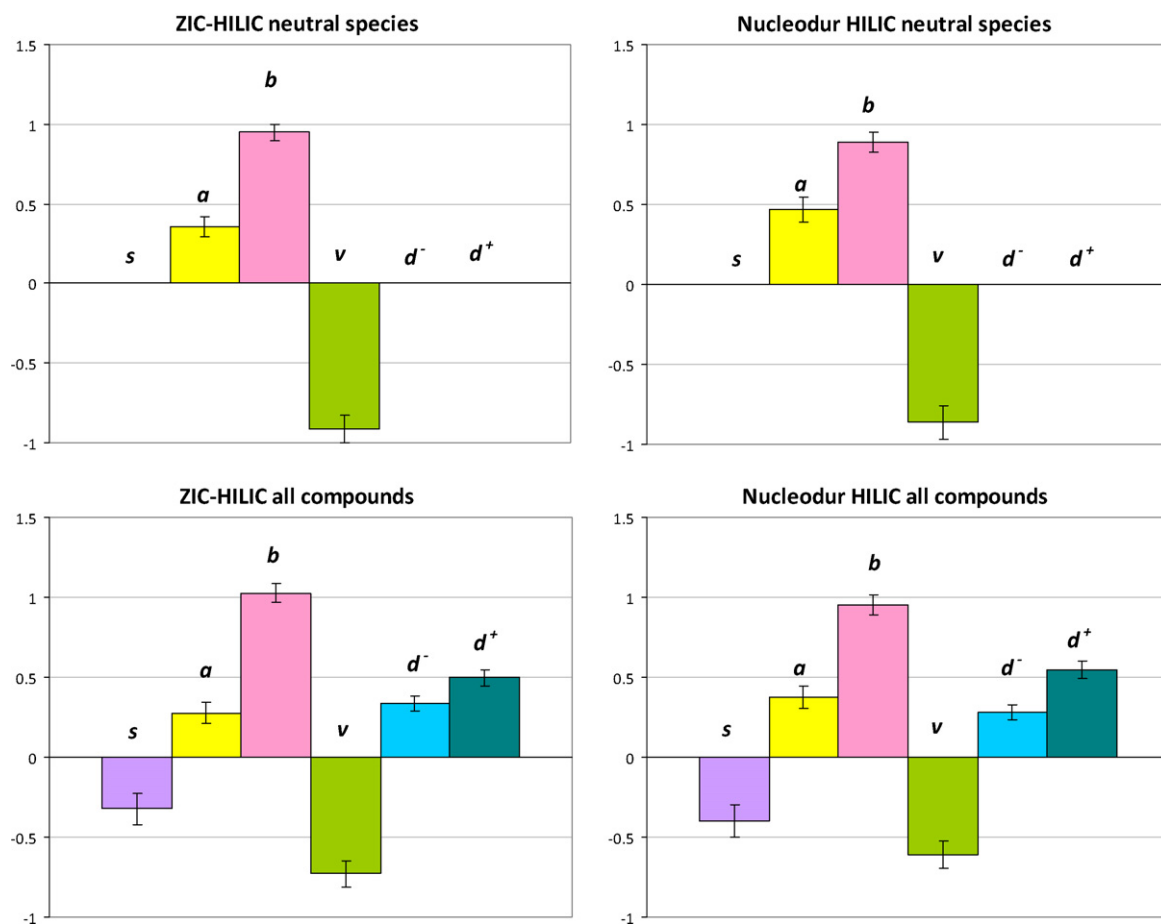 ZIC-HILIC neutral species
1.5
1
0.5
0
-0.5
-1
s
a
b
v
d⁻
d⁺
Nucleodur HILIC neutral species
1.5
1
0.5
0
-0.5
-1
s
a
b
v
d⁻
d⁺
ZIC-HILIC all compounds
1.5
1
0.5
0
-0.5
-1
s
a
b
v
d⁻
d⁺
Nucleodur HILIC all compounds
1.5
1
0.5
0
-0.5
-1
s
a
b
v
d⁻
d⁺